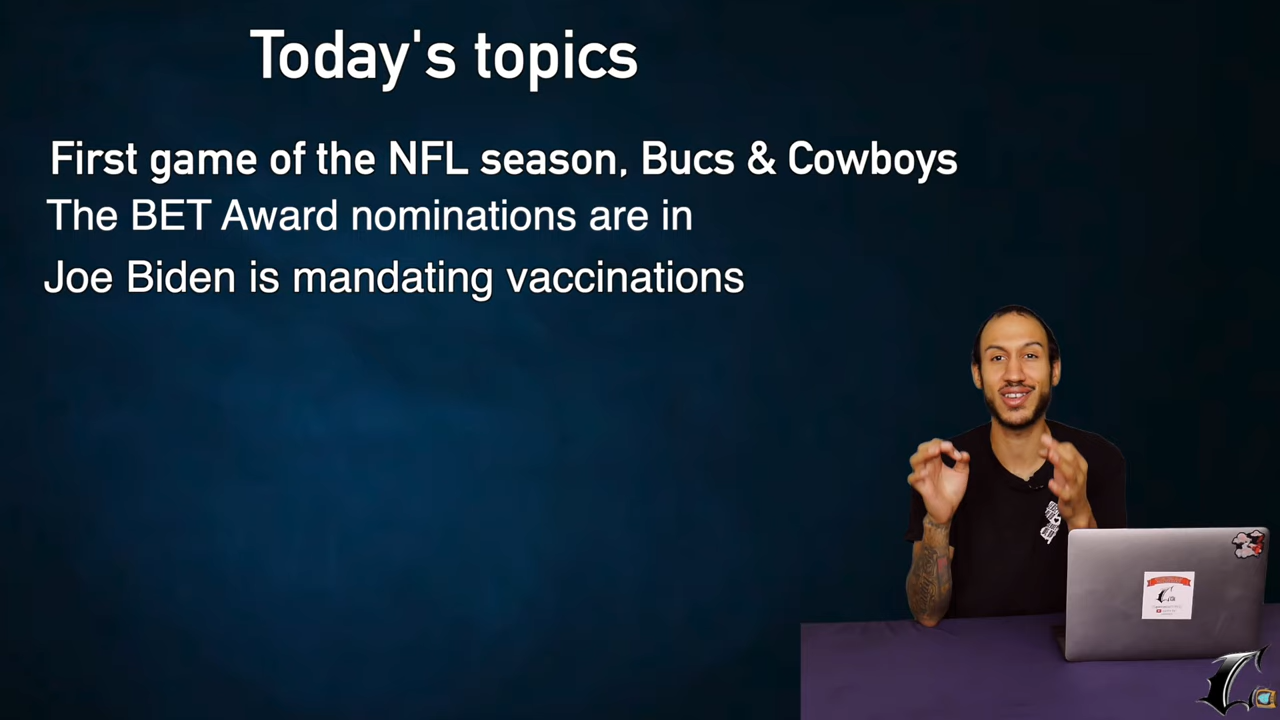 Today's topics
First game of the NFL season, Bucs & Cowboys
The BET Award nominations are in
Joe Biden is mandating vaccinations